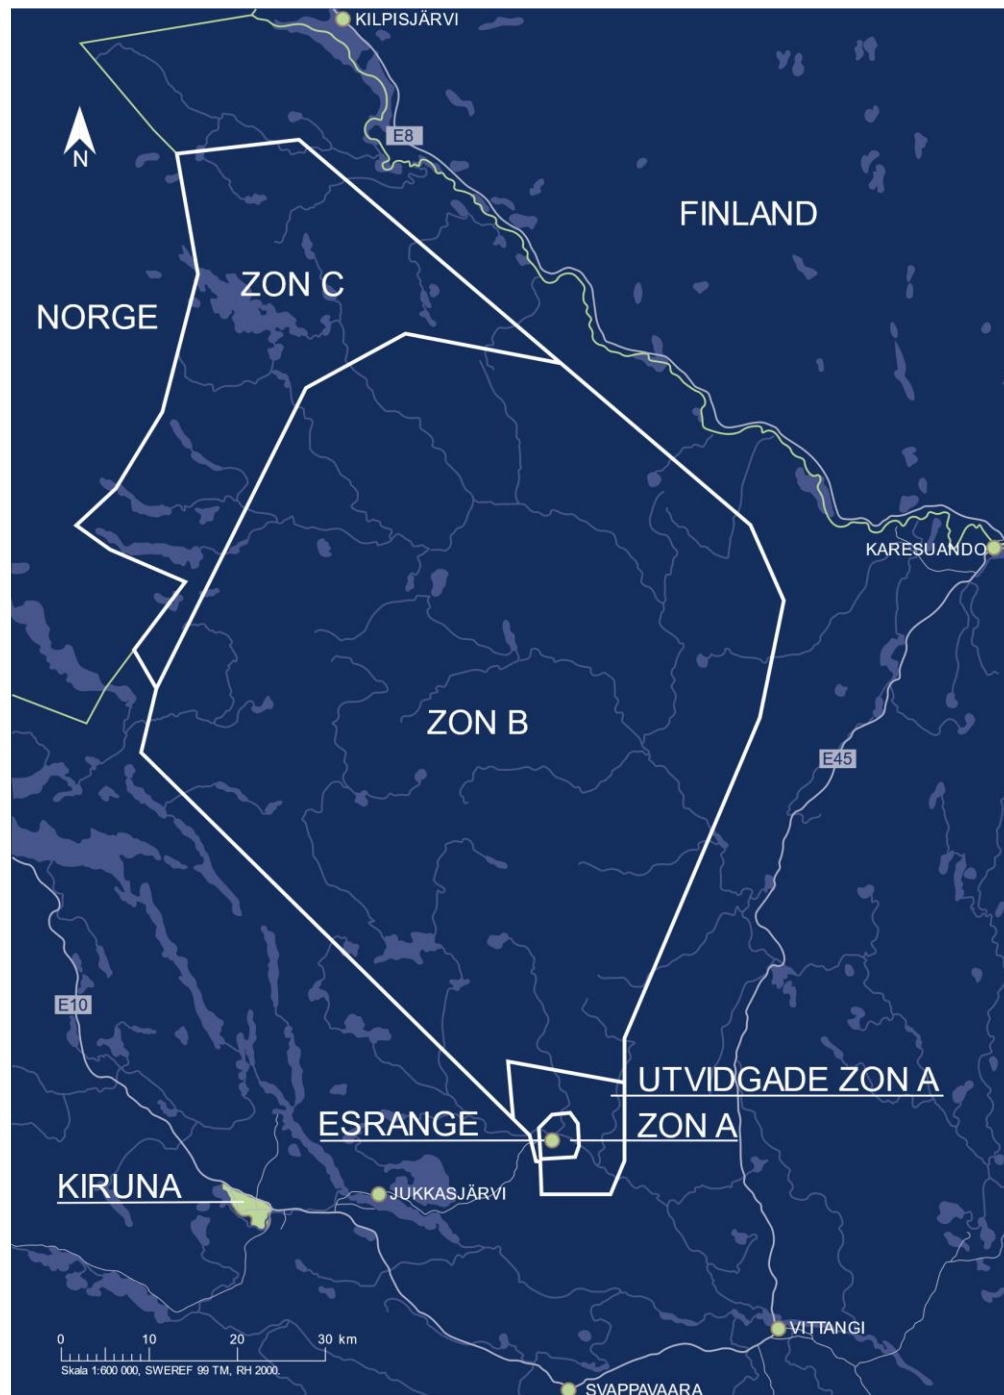 KILPISJÄRVI
E8
N
FINLAND
ZON C
NORGE
KARESUANDO
ZON B
E45
E10
UTVIDGADE ZON A
ESRANGE
ZON A
KIRUNA
JUKKASJÄRVI
VITTANGI
0 10 20 30 km
Skala 1:600 000, SWEREF 99 TM, RH 2000.
SVAPPAVAARA